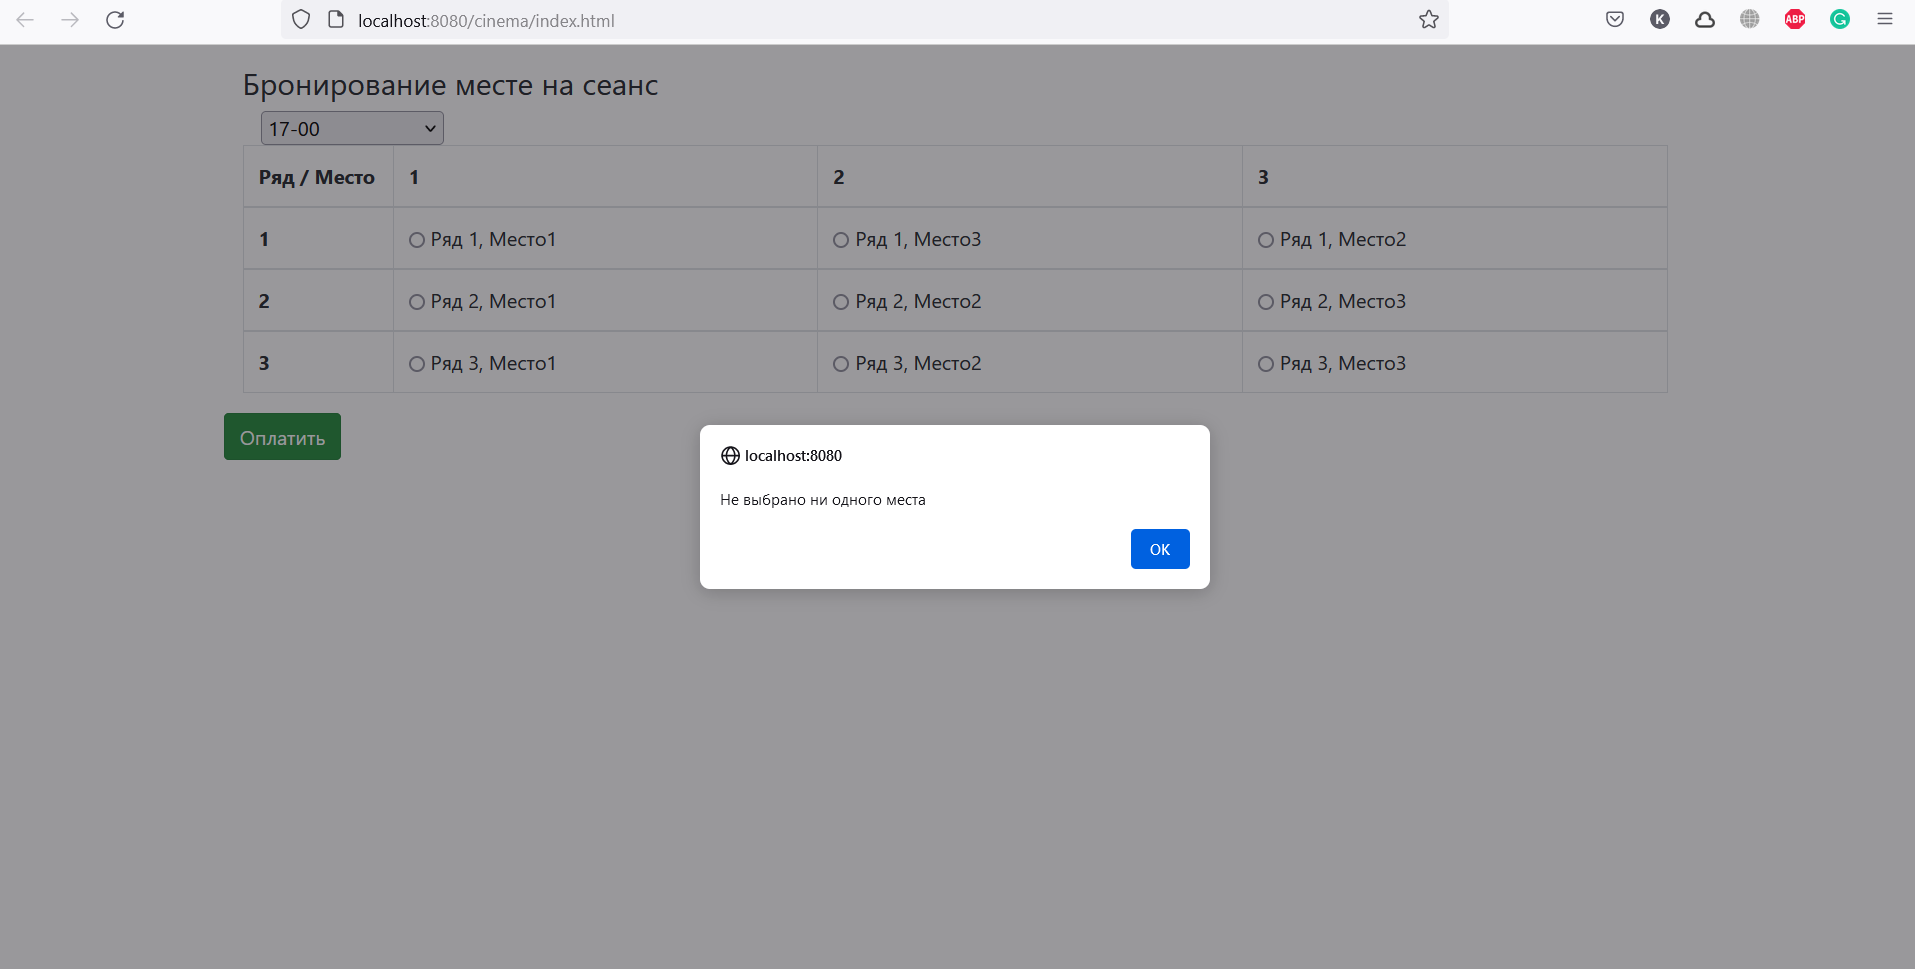 localhost:8080/cinema/index.html
K
ABP
G
Бронирование месте на сеанс
17-00
Ряд / Место 1 2 3
1 Ряд 1, Место1 Ряд 1, Место3 Ряд 1, Место2
2 Ряд 2, Место1 Ряд 2, Место2 Ряд 2, Место3
3 Ряд 3, Место1 Ряд 3, Место2 Ряд 3, Место3
Оплатить
localhost:8080
Не выбрано ни одного места
OK